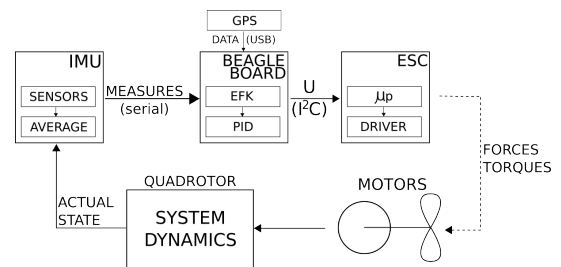 GPS
DATA (USB)
IMU
BEAGLE
BOARD
ESC
SENSORS
MEASURES
EFK
U
μp
AVERAGE
(serial)
PID
(I²C)
DRIVER
FORCES
TORQUES
QUADROTOR
MOTORS
ACTUAL
STATE
SYSTEM
DYNAMICS